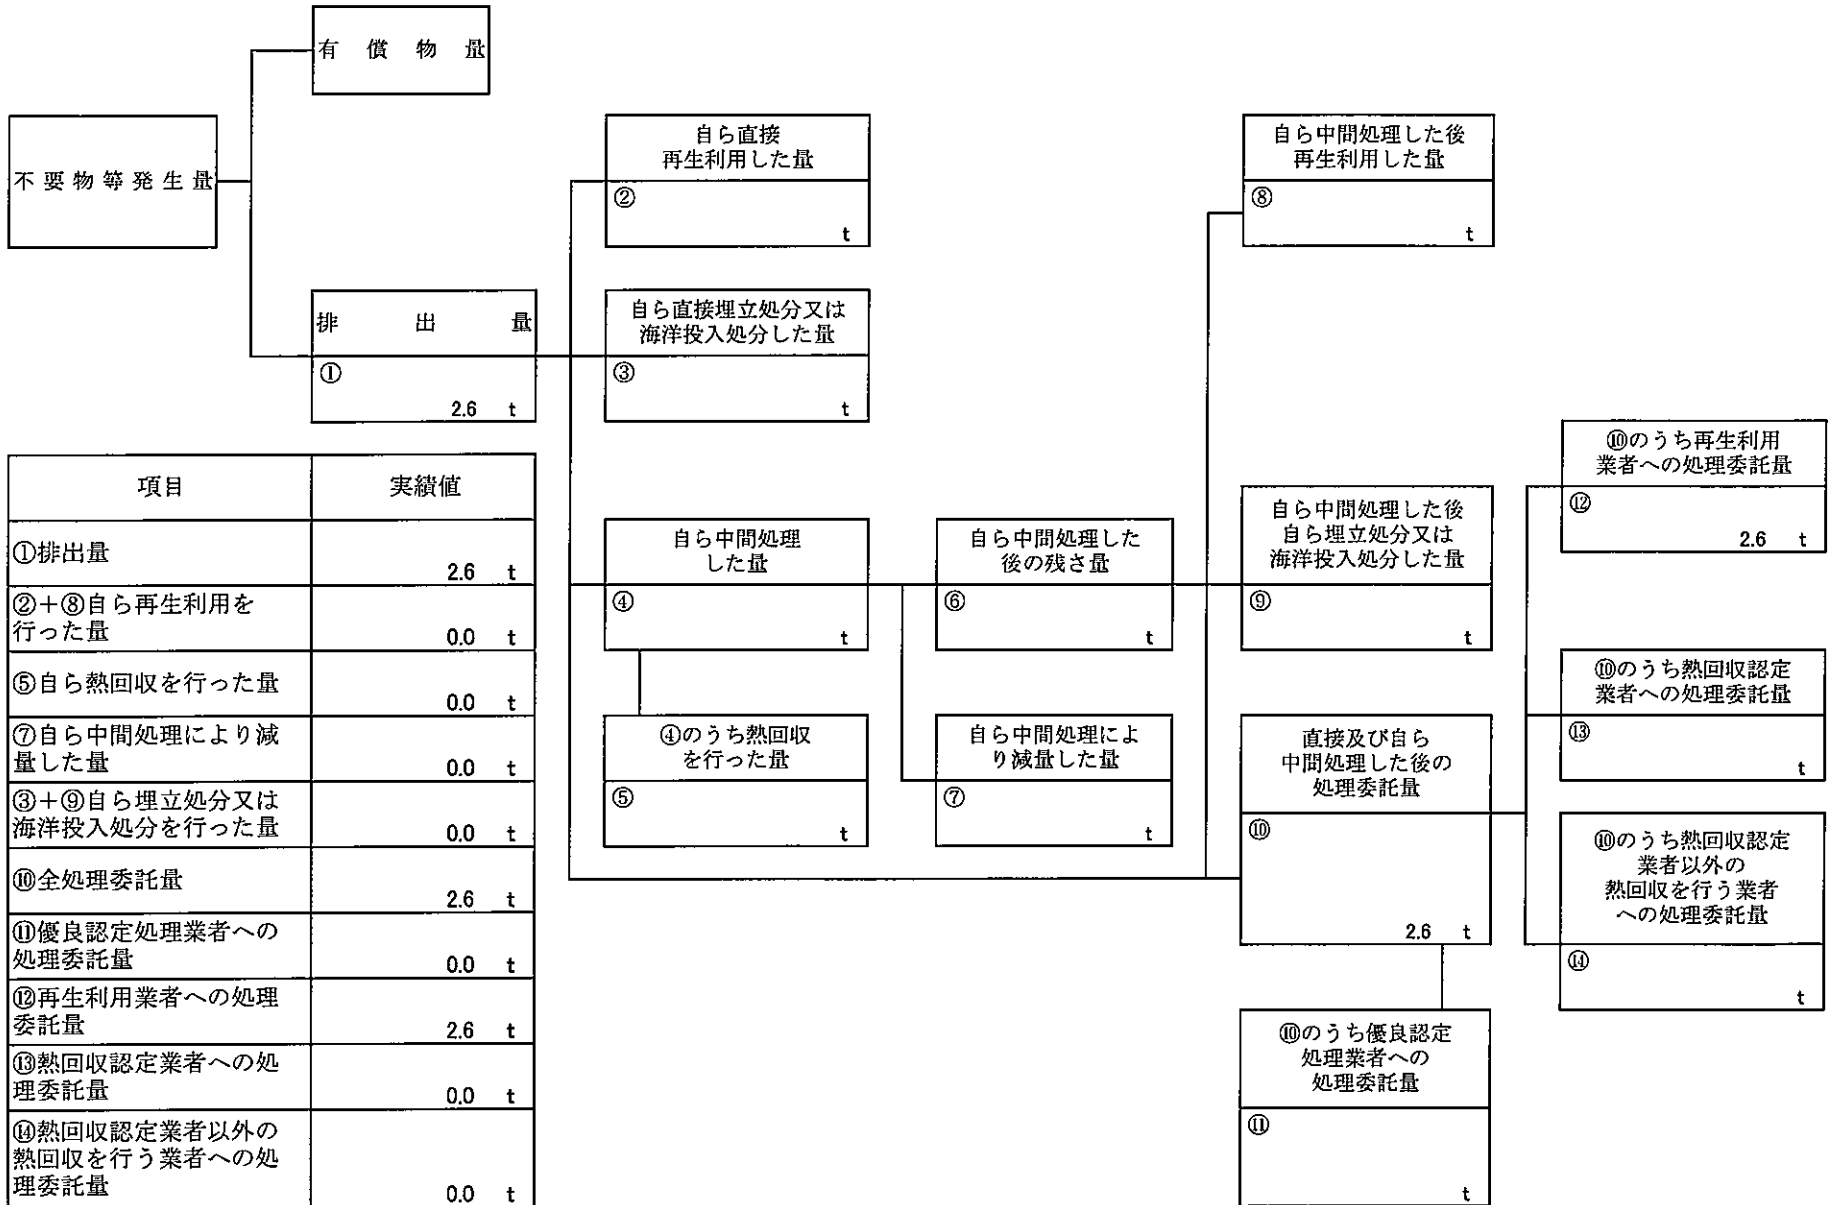 有償物量
不要物等発生量
排出量
①
2.6 t
自ら直接
再生利用した量
②
t
自ら直接埋立処分又は
海洋投入処分した量
③
t
自ら中間処理
した量
④
t
④のうち熱回収
を行った量
⑤
t
自ら中間処理した
後の残さ量
⑥
t
自ら中間処理によ
り減量した量
⑦
t
自ら中間処理した後
再生利用した量
⑧
t
自ら中間処理した後
自ら埋立処分又は
海洋投入処分した量
⑨
t
直接及び自ら
中間処理した後の
処理委託量
⑩
2.6 t
⑩のうち優良認定
処理業者への
処理委託量
⑪
t
⑩のうち再生利用
業者への処理委託量
⑫
2.6 t
⑩のうち熱回収認定
業者への処理委託量
⑬
t
⑩のうち熱回収認定
業者以外の
熱回収を行う業者
への処理委託量
⑭
t
項目 実績値
①排出量
2.6 t
②+⑧自ら再生利用を
行った量 0.0 t
⑤自ら熱回収を行った量
0.0 t
⑦自ら中間処理により減
量した量 0.0 t
③+⑨自ら埋立処分又は
海洋投入処分を行った量 0.0 t
⑩全処理委託量
2.6 t
⑪優良認定処理業者への
処理委託量 0.0 t
⑫再生利用業者への処理
委託量 2.6 t
⑬熱回収認定業者への処
理委託量 0.0 t
⑭熱回収認定業者以外の
熱回収を行う業者への処
理委託量 0.0 t